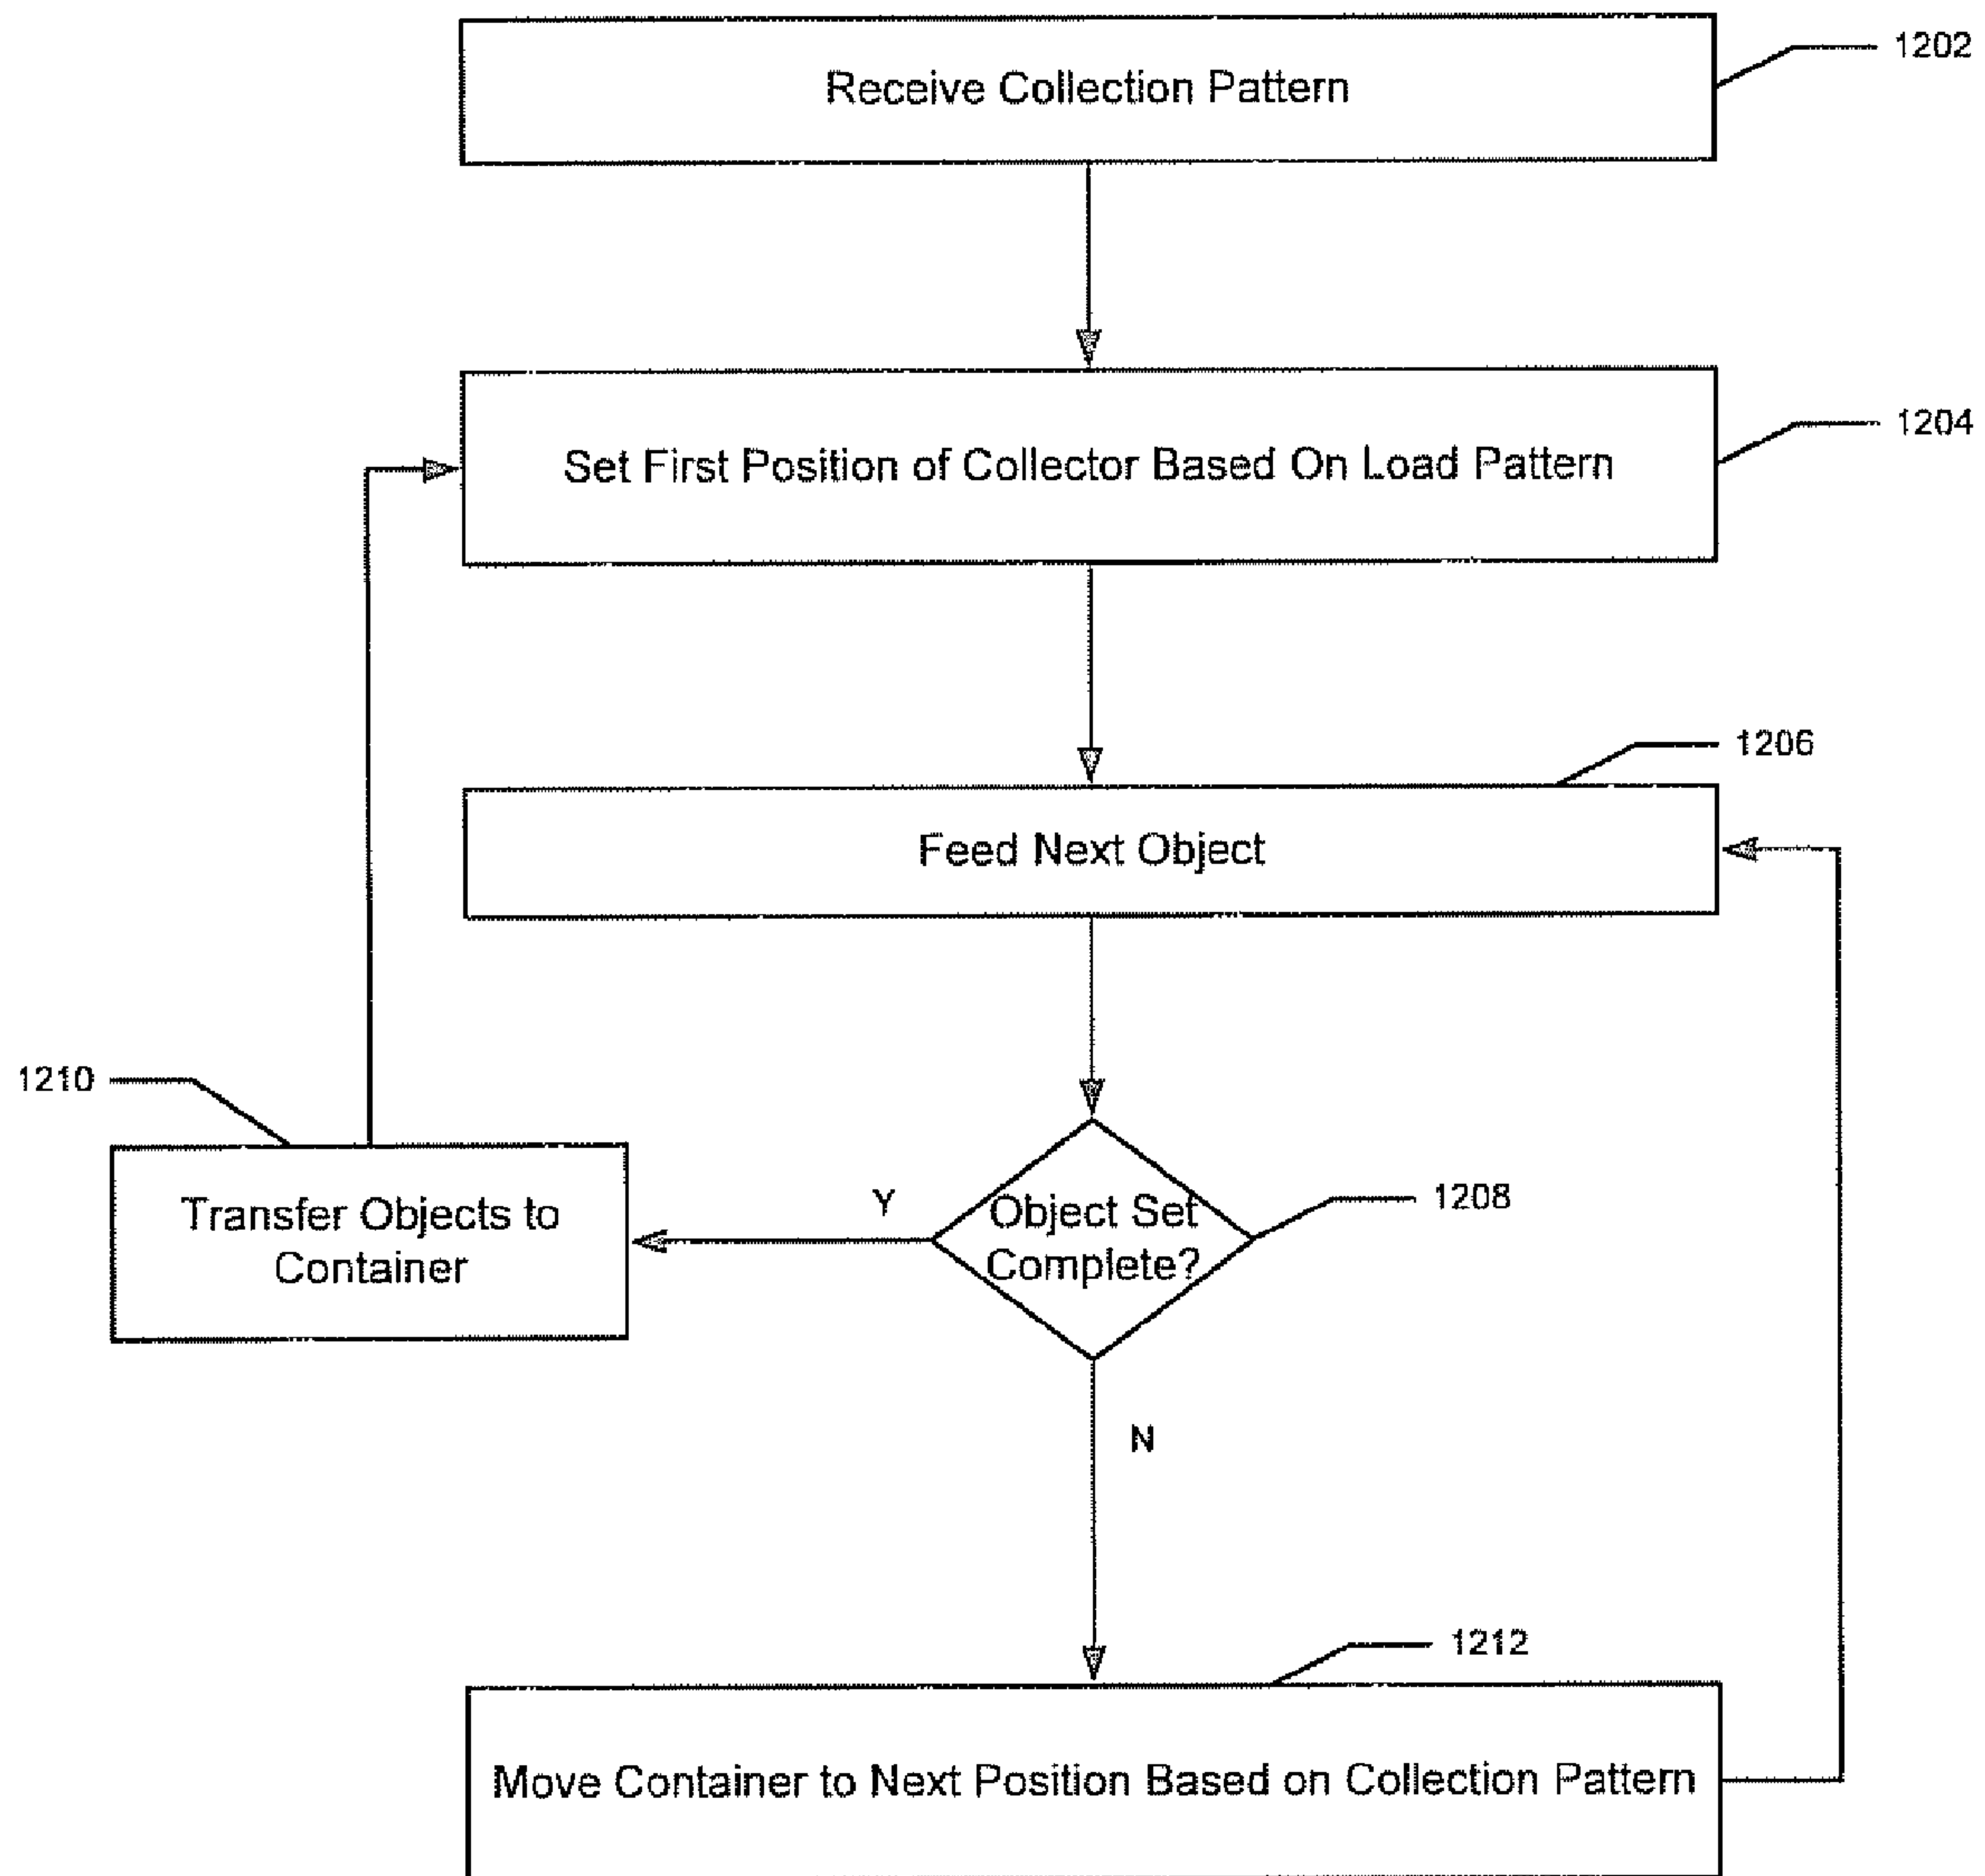 Receive Collection Pattern
1202
Set First Position of Collector Based On Load Pattern
1204
1206
Feed Next Object
1210
Transfer Objects to
Container
Y
Object Set
Complete?
1208
N
1212
Move Container to Next Position Based on Collection Pattern